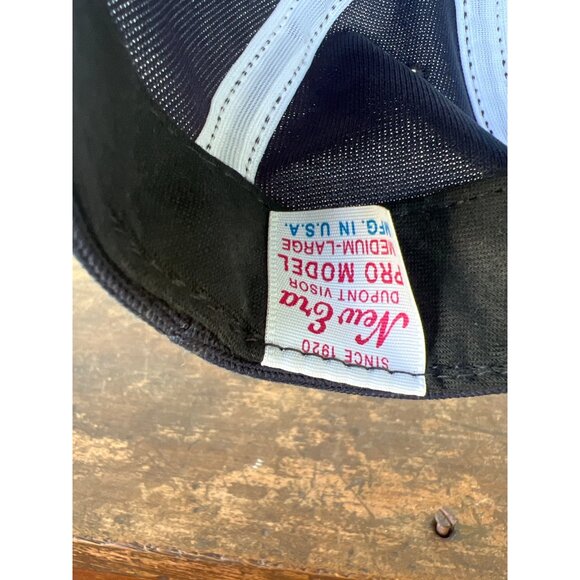 SINCE 1920
New Era
DUPONT VISOR
PRO MODEL
MEDIUM-LARGE
MFG. IN U.S.A.